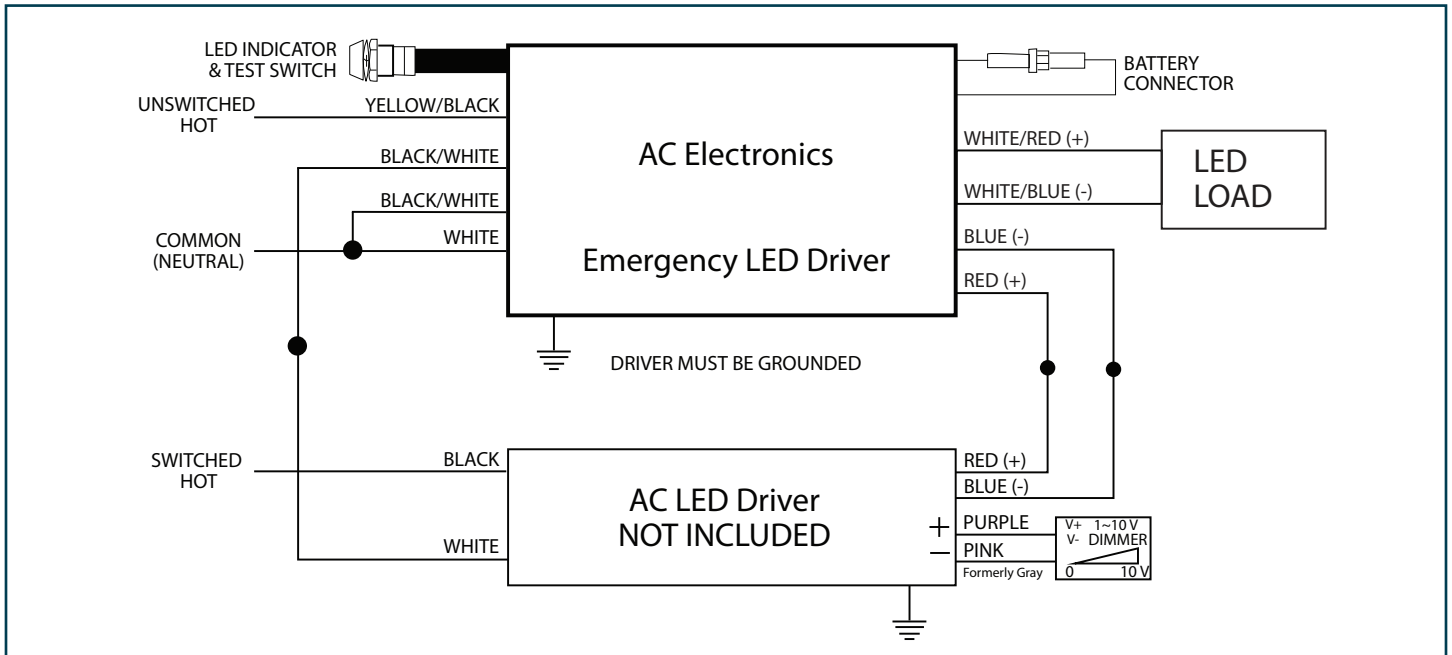 LED INDICATOR
& TEST SWITCH
UNSWITCHED
HOT
YELLOW/BLACK
BLACK/WHITE
BLACK/WHITE
COMMON
(NEUTRAL)
WHITE
AC Electronics
Emergency LED Driver
BATTERY
CONNECTOR
WHITE/RED (+)
WHITE/BLUE (-)
LED
LOAD
BLUE (-)
RED (+)
DRIVER MUST BE GROUNDED
SWITCHED
HOT
BLACK
WHITE
AC LED Driver
NOT INCLUDED
RED (+)
BLUE (-)
+ PURPLE
− PINK
Formerly Gray
V+ 1~10 V
V- DIMMER
0 10 V